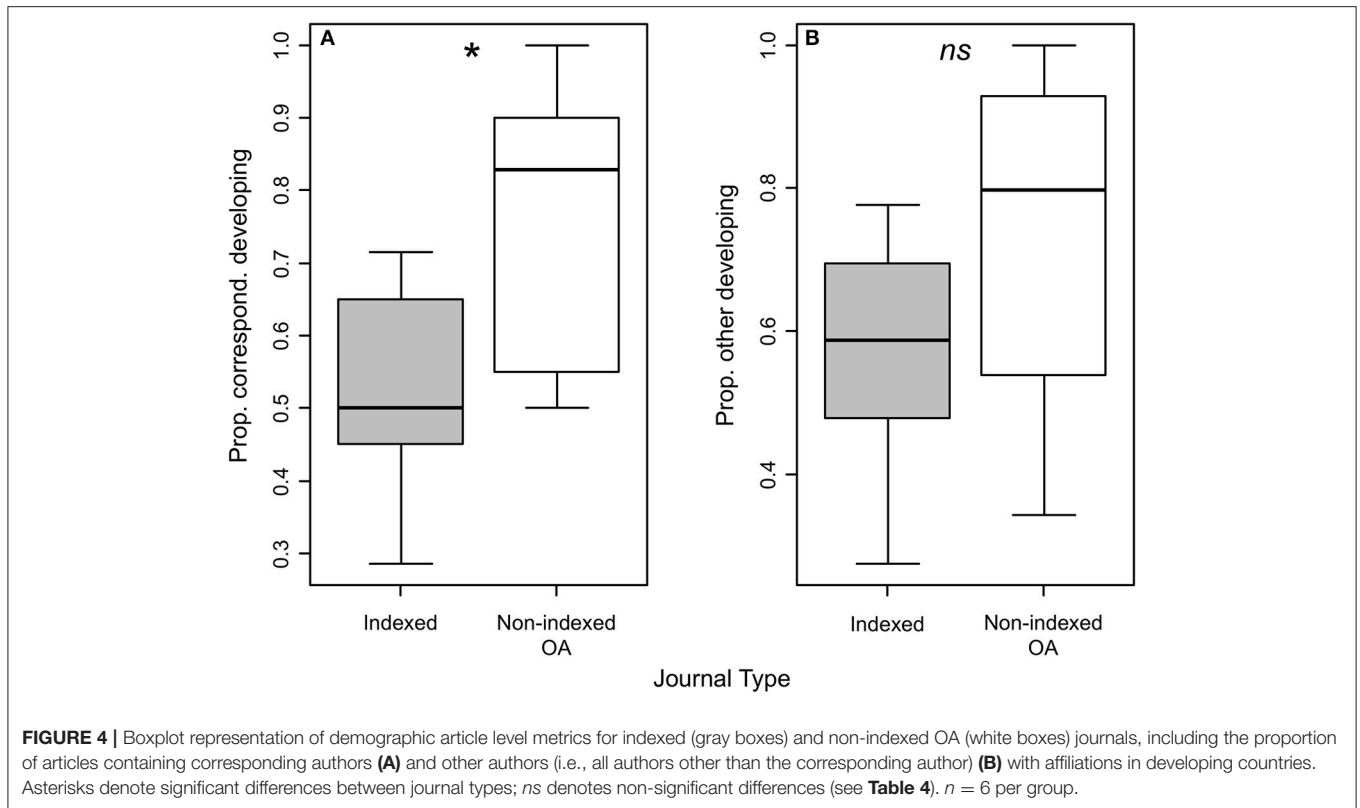 A
*
Prop. correspond. developing
1.0
0.9
0.8
0.7
0.6
0.5
0.4
0.3
Indexed
Non-indexed
OA
B
ns
Prop. other developing
1.0
0.8
0.6
0.4
Indexed
Non-indexed
OA
Journal Type
FIGURE 4 | Boxplot representation of demographic article level metrics for indexed (gray boxes) and non-indexed OA (white boxes) journals, including the proportion
of articles containing corresponding authors (A) and other authors (i.e., all authors other than the corresponding author) (B) with affiliations in developing countries.
Asterisks denote significant differences between journal types; ns denotes non-significant differences (see Table 4). n = 6 per group.